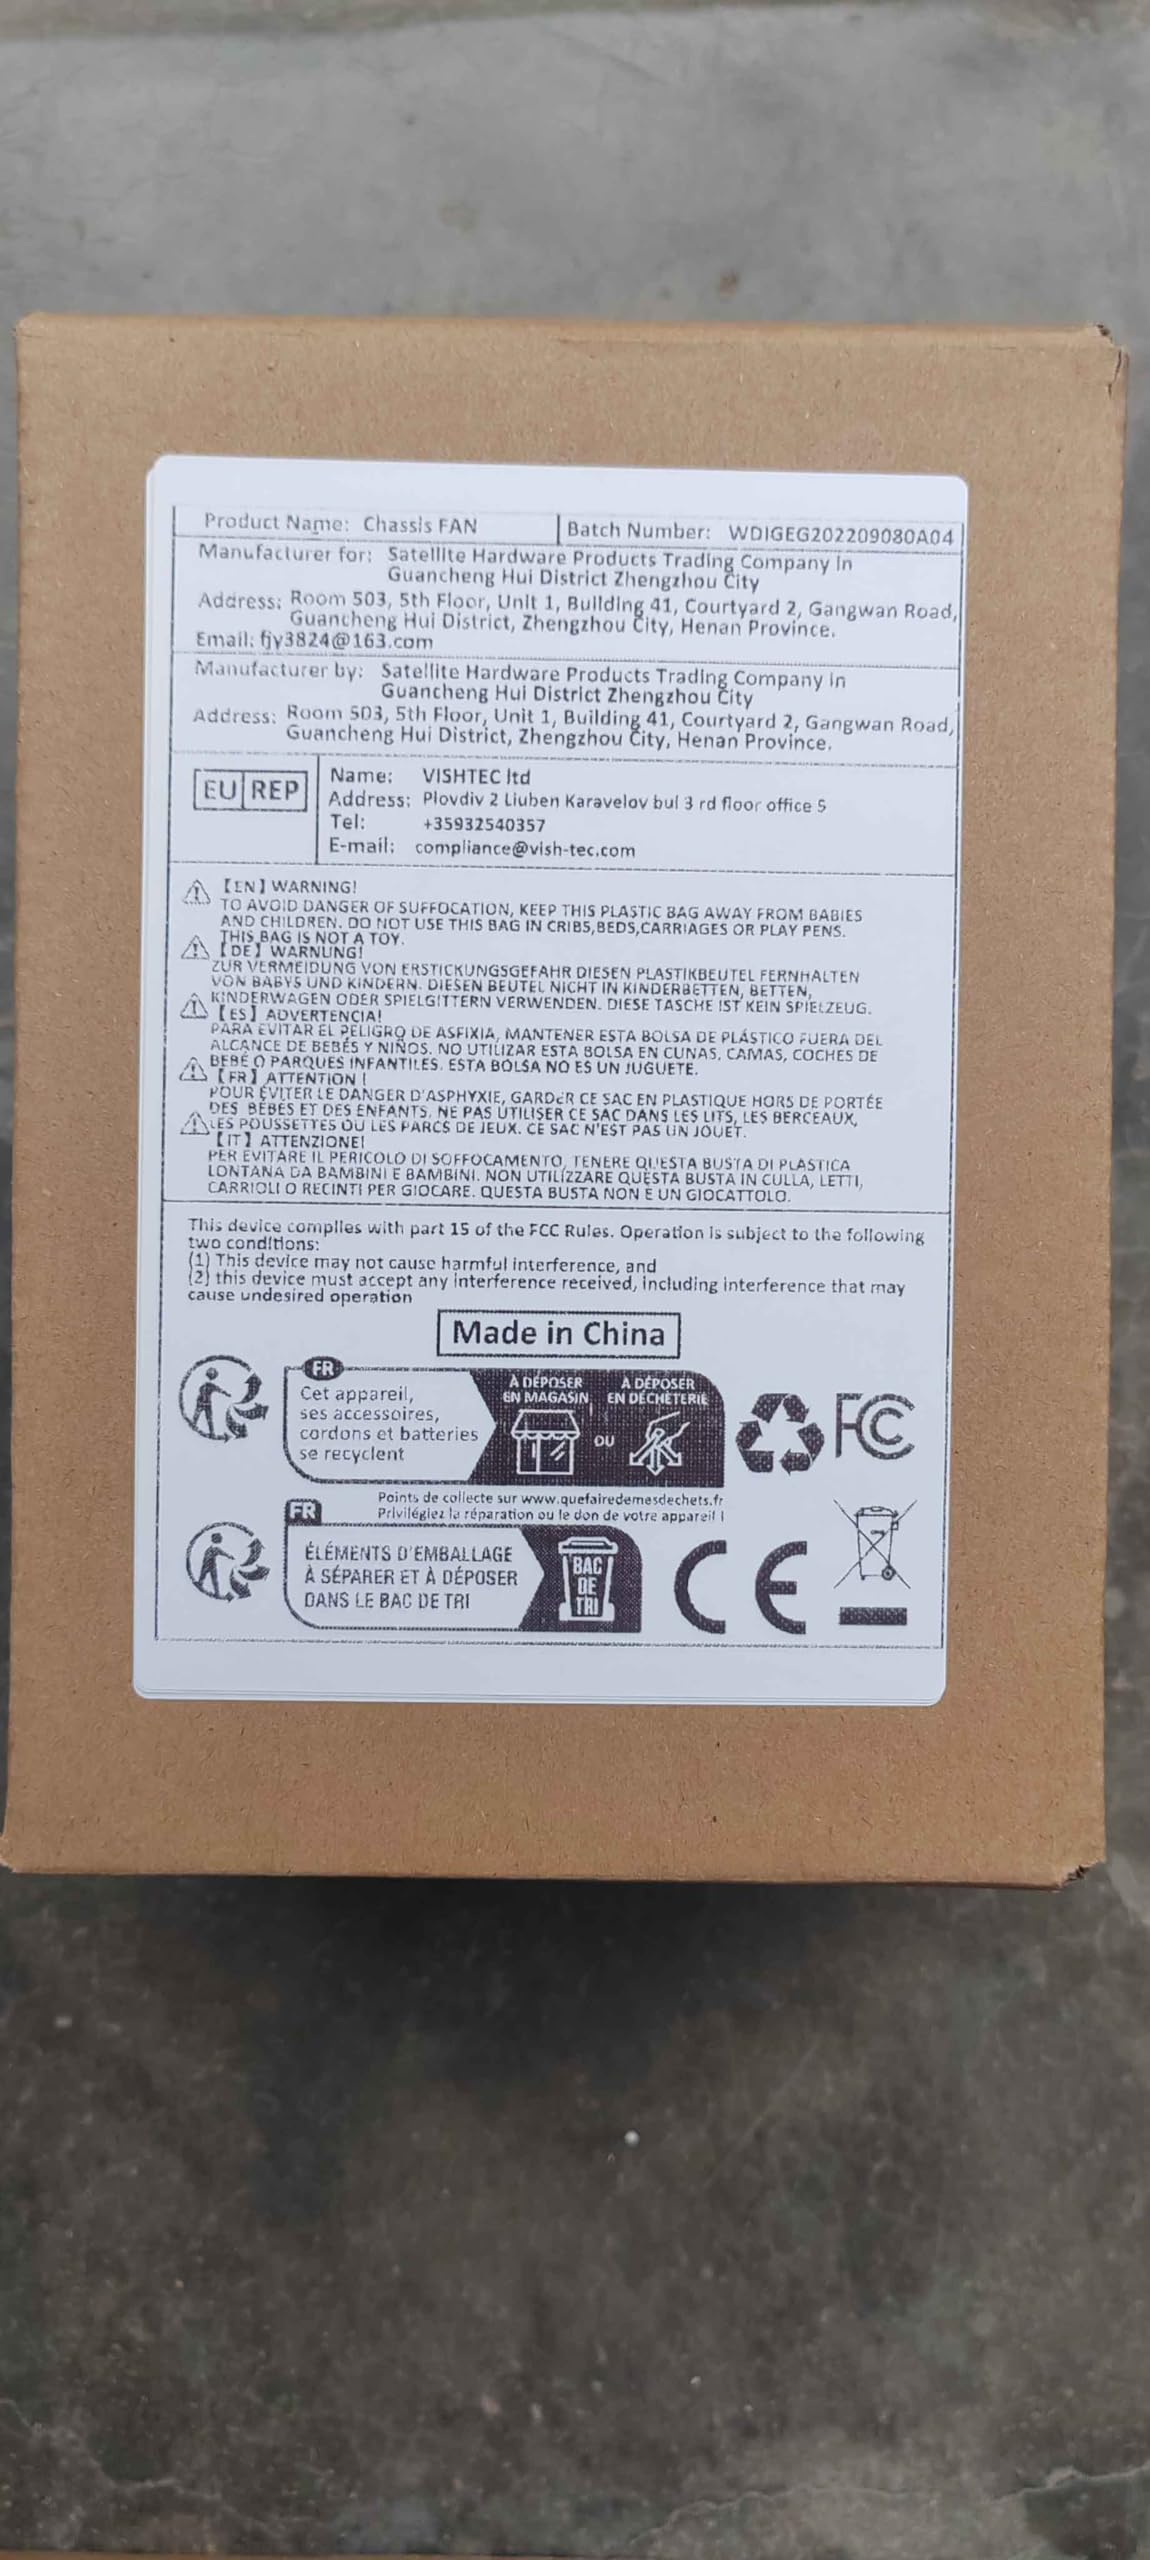 Product Name: Chassis FAN
Batch Number: WDIGEG202209080A04
Manufacturer for: Satellite Hardware Products Trading Company in
Guancheng Hui District Zhengzhou City
Address: Room 503, 5th Floor, Unit 1, Building 41, Courtyard 2, Gangwan Road,
Guancheng Hui District, Zhengzhou City, Henan Province.
Email: fjy3824@163.com
Manufacturer by: Satellite Hardware Products Trading Company in
Guancheng Hui District Zhengzhou City
Address: Room 503, 5th Floor, Unit 1, Building 41, Courtyard 2, Gangwan Road,
Guancheng Hui District, Zhengzhou City, Henan Province.
EU REP
Name: VISHTEC ltd
Address: Plovdiv 2 Liuben Karavelov bul 3 rd floor office 5
Tel: +35932540357
E-mail: compliance@vish-tec.com
【EN】WARNING!
TO AVOID DANGER OF SUFFOCATION, KEEP THIS PLASTIC BAG AWAY FROM BABIES
AND CHILDREN. DO NOT USE THIS BAG IN CRIBS,BEDS,CARRIAGES OR PLAY PENS.
THIS BAG IS NOT A TOY.
【DE】WARNUNG!
ZUR VERMEIDUNG VON ERSTICKUNGSGEFAHR DIESEN PLASTIKBEUTEL FERNHALTEN
VON BABYS UND KINDERN. DIESEN BEUTEL NICHT IN KINDERBETTEN, BETTEN,
KINDERWAGEN ODER SPIELGITTERN VERWENDEN. DIESE TASCHE IST KEIN SPIELZEUG.
【ES】ADVERTENCIA!
PARA EVITAR EL PELIGRO DE ASFIXIA, MANTENER ESTA BOLSA DE PLÁSTICO FUERA DEL
ALCANCE DE BEBÉS Y NIÑOS. NO UTILIZAR ESTA BOLSA EN CUNAS, CAMAS, COCHES DE
BEBÉ O PARQUES INFANTILES. ESTA BOLSA NO ES UN JUGUETE.
【FR】ATTENTION !
POUR ÉVITER LE DANGER D'ASPHYXIE, GARDER CE SAC EN PLASTIQUE HORS DE PORTÉE
DES BÉBÉS ET DES ENFANTS. NE PAS UTILISER CE SAC DANS LES LITS, LES BERCEAUX,
LES POUSSETTES OU LES PARCS DE JEUX. CE SAC N'EST PAS UN JOUET.
【IT】ATTENZIONE!
PER EVITARE IL PERICOLO DI SOFFOCAMENTO, TENERE QUESTA BUSTA DI PLASTICA
LONTANA DA BAMBINI E BAMBINI. NON UTILIZZARE QUESTA BUSTA IN CULLA, LETTI,
CARRIOLI O RECINTI PER GIOCARE. QUESTA BUSTA NON È UN GIOCATTOLO.
This device complies with part 15 of the FCC Rules. Operation is subject to the following
two conditions:
(1) This device may not cause harmful interference, and
(2) this device must accept any interference received, including interference that may
cause undesired operation
Made in China
FR
Cet appareil,
ses accessoires,
cordons et batteries
se recyclent
À DÉPOSER
EN MAGASIN
OU
À DÉPOSER
EN DÉCHÈTERIE
FC
Points de collecte sur www.quefairedemesdechets.fr
Privilégiez la réparation ou le don de votre appareil !
FR
ÉLÉMENTS D'EMBALLAGE
À SÉPARER ET À DÉPOSER
DANS LE BAC DE TRI
BAC
DE
TRI
CE